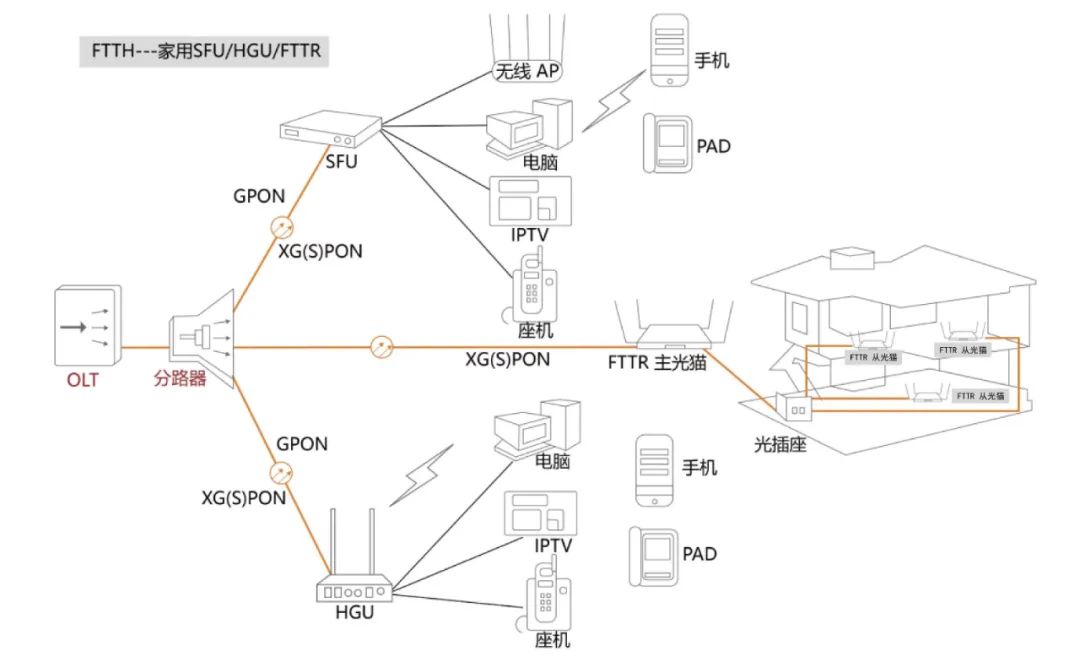 FTTH---家用SFU/HGU/FTTR
无线 AP
手机
SFU
电脑
PAD
GPON
IPTV
XG(S)PON
座机
OLT
分路器
XG(S)PON
FTTR 主光猫
FTTR 从光猫
FTTR 从光猫
FTTR 从光猫
光插座
GPON
XG(S)PON
电脑
手机
IPTV
PAD
HGU
座机